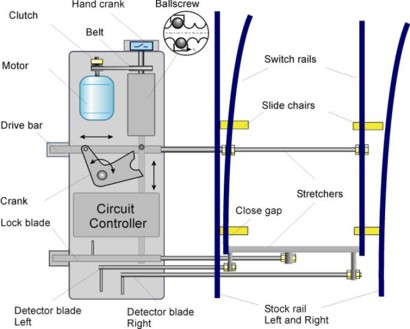 Hand crank
Ballscrew
Clutch
Belt
Motor
Switch rails
Slide chairs
Drive bar
Stretchers
Crank
Circuit
Controller
Close gap
Lock blade
Detector blade
Left
Detector blade
Right
Stock rail
Left and Right